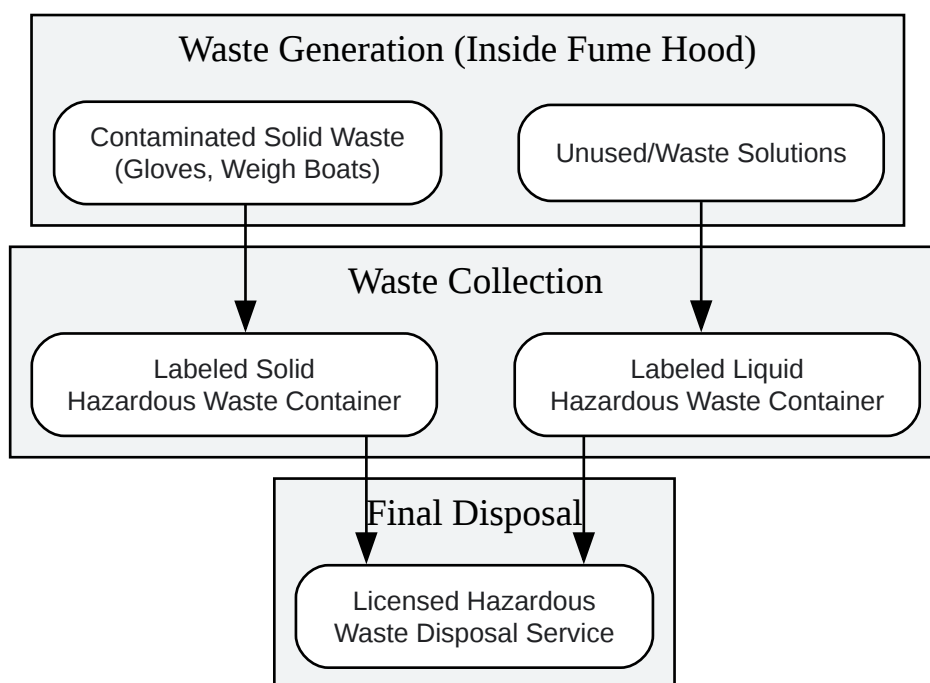 Waste Generation (Inside Fume Hood)
Contaminated Solid Waste
(Gloves, Weigh Boats)
Unused/Waste Solutions
Waste Collection
Labeled Solid
Hazardous Waste Container
Labeled Liquid
Hazardous Waste Container
Final Disposal
Licensed Hazardous
Waste Disposal Service